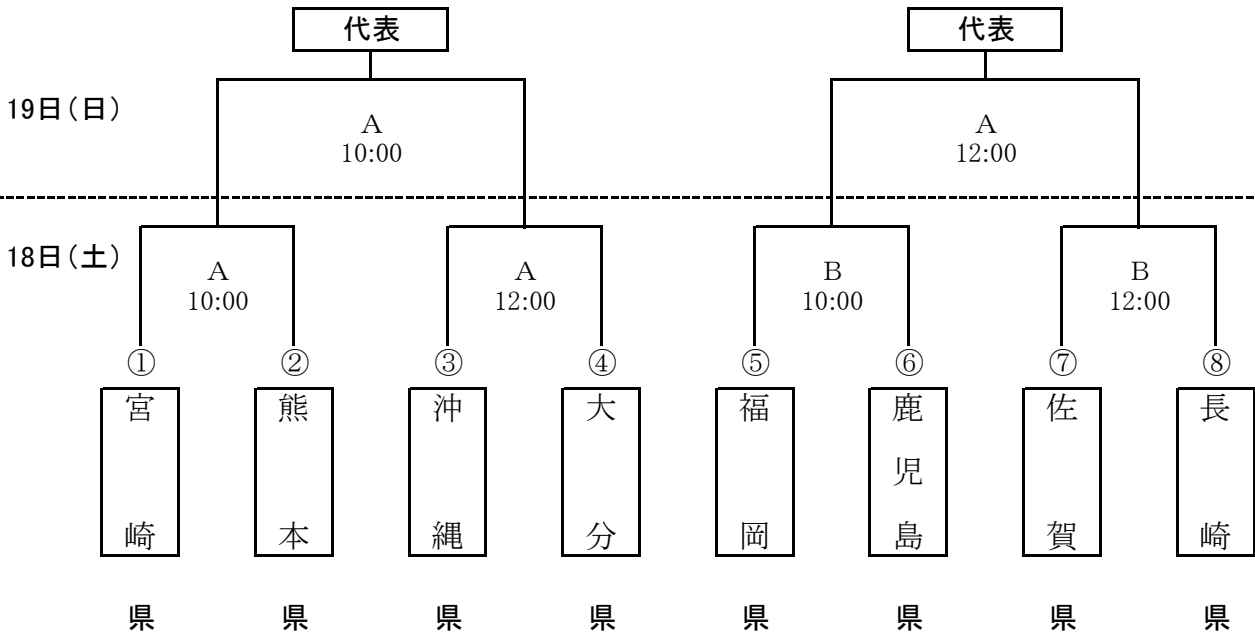 代表
代表
19日(日)
A
10:00
A
12:00
18日(土)
A
10:00
A
12:00
B
10:00
B
12:00
①
②
③
④
⑤
⑥
⑦
⑧
宮崎
熊本
沖縄
大分
福岡
鹿児島
佐賀
長崎
県
県
県
県
県
県
県
県